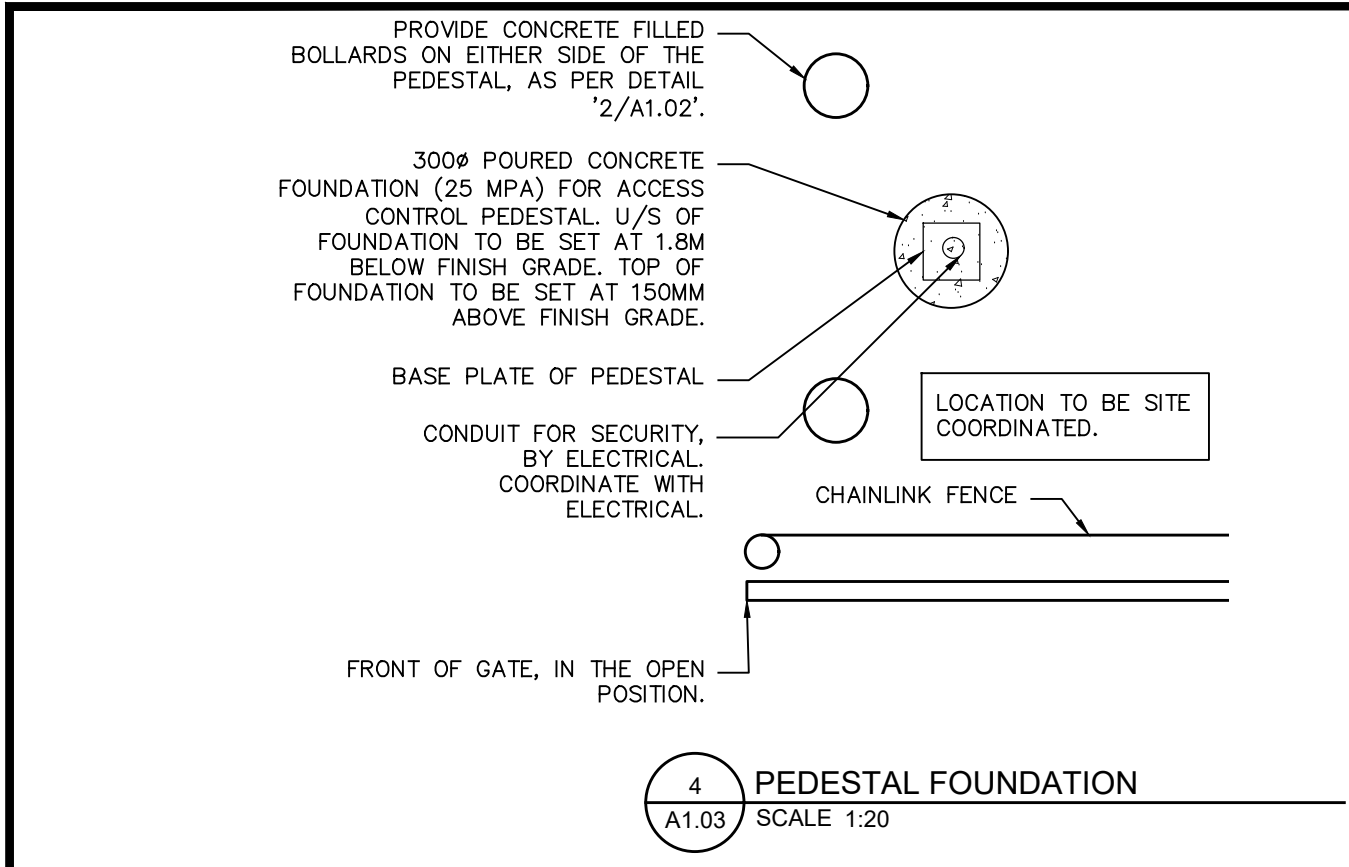 PROVIDE CONCRETE FILLED
BOLLARDS ON EITHER SIDE OF THE
PEDESTAL, AS PER DETAIL
'2/A1.02'.
300ø POURED CONCRETE
FOUNDATION (25 MPA) FOR ACCESS
CONTROL PEDESTAL. U/S OF
FOUNDATION TO BE SET AT 1.8M
BELOW FINISH GRADE. TOP OF
FOUNDATION TO BE SET AT 150MM
ABOVE FINISH GRADE.
BASE PLATE OF PEDESTAL
CONDUIT FOR SECURITY,
BY ELECTRICAL.
COORDINATE WITH
ELECTRICAL.
LOCATION TO BE SITE
COORDINATED.
CHAINLINK FENCE
FRONT OF GATE, IN THE OPEN
POSITION.
4
A1.03
PEDESTAL FOUNDATION
SCALE 1:20